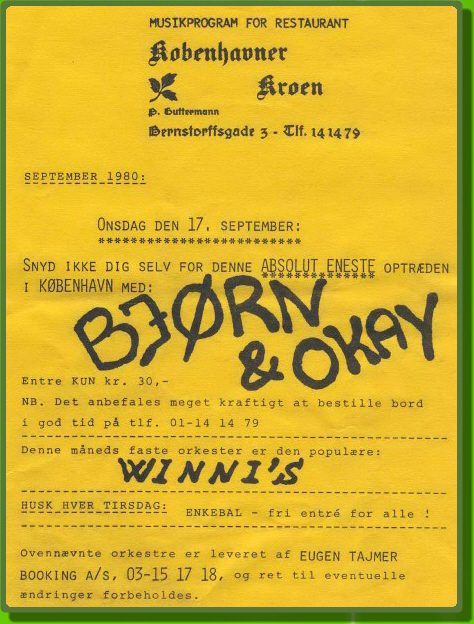 MUSIKPROGRAM FOR RESTAURANT
Københavner
Kroen
P. Guttermann
Bernstorffsgade 3 - Tlf. 14 14 79
SEPTEMBER 1980:
ONSDAG DEN 17. SEPTEMBER:
SNYD IKKE DIG SELV FOR DENNE ABSOLUT ENESTE OPTRÆDEN
I KØBENHAVN MED:
BJØRN
& OKAY
Entre KUN kr. 30,-
NB. Det anbefales meget kraftigt at bestille bord
i god tid på tlf. 01-14 14 79
Denne måneds faste orkester er den populære:
WINNI'S
HUSK HVER TIRSDAG: ENKEBAL - fri entré for alle !
Ovennævnte orkestre er leveret af EUGEN TAJMER
BOOKING A/S, 03-15 17 18, og ret til eventuelle
ændringer forbeholdes.